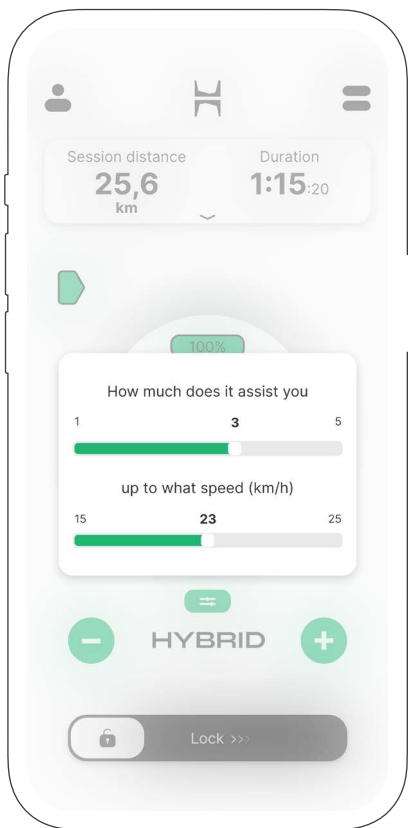 Session distance
Duration
25,6
km
1:15:20
100%
How much does it assist you
1 3 5
up to what speed (km/h)
15 23 25
HYBRID
Lock >>>